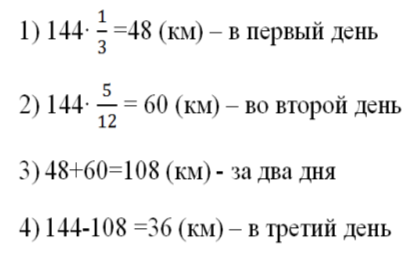 1) 144· 1/3 =48 (км) – в первый день
2) 144· 5/12 = 60 (км) – во второй день
3) 48+60=108 (км) - за два дня
4) 144-108 =36 (км) – в третий день